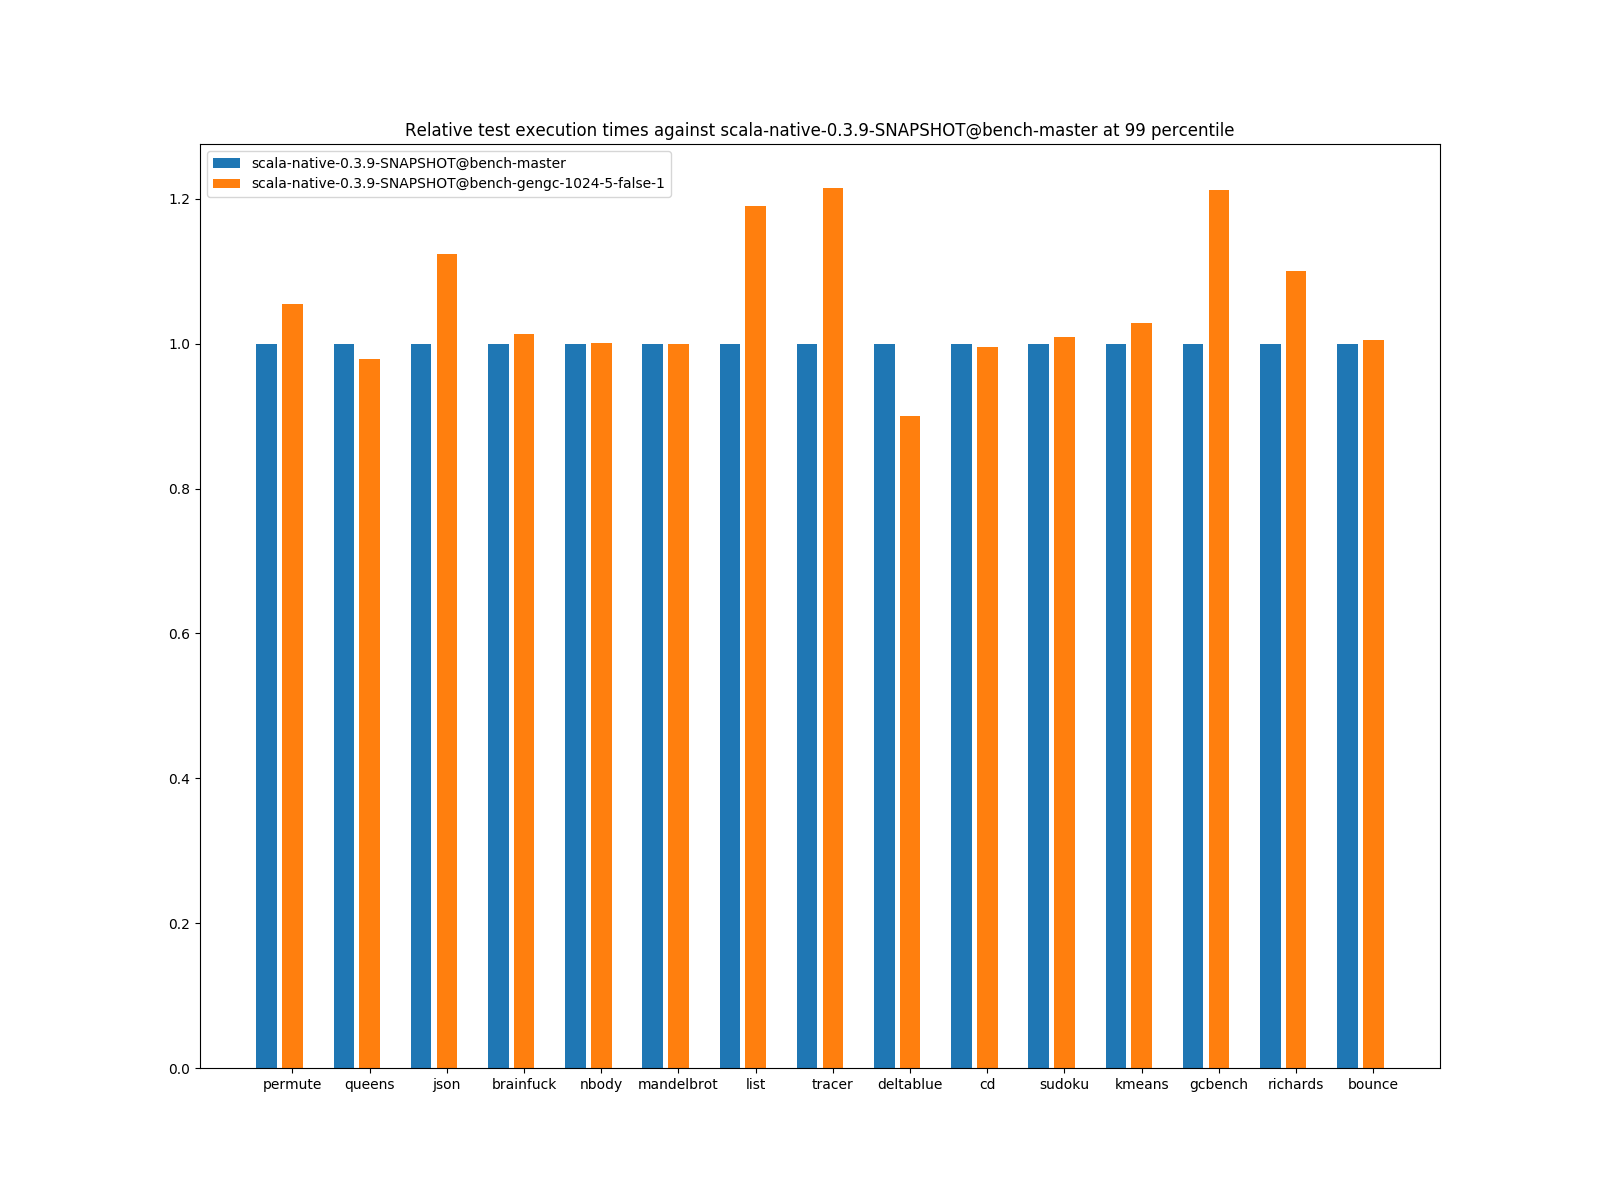 Relative test execution times against scala-native-0.3.9-SNAPSHOT@bench-master at 99 percentile
scala-native-0.3.9-SNAPSHOT@bench-master
scala-native-0.3.9-SNAPSHOT@bench-gengc-1024-5-false-1
1.2
1.0
0.8
0.6
0.4
0.2
0.0
permute queens json brainfuck nbody mandelbrot list tracer deltablue cd sudoku kmeans gcbench richards bounce